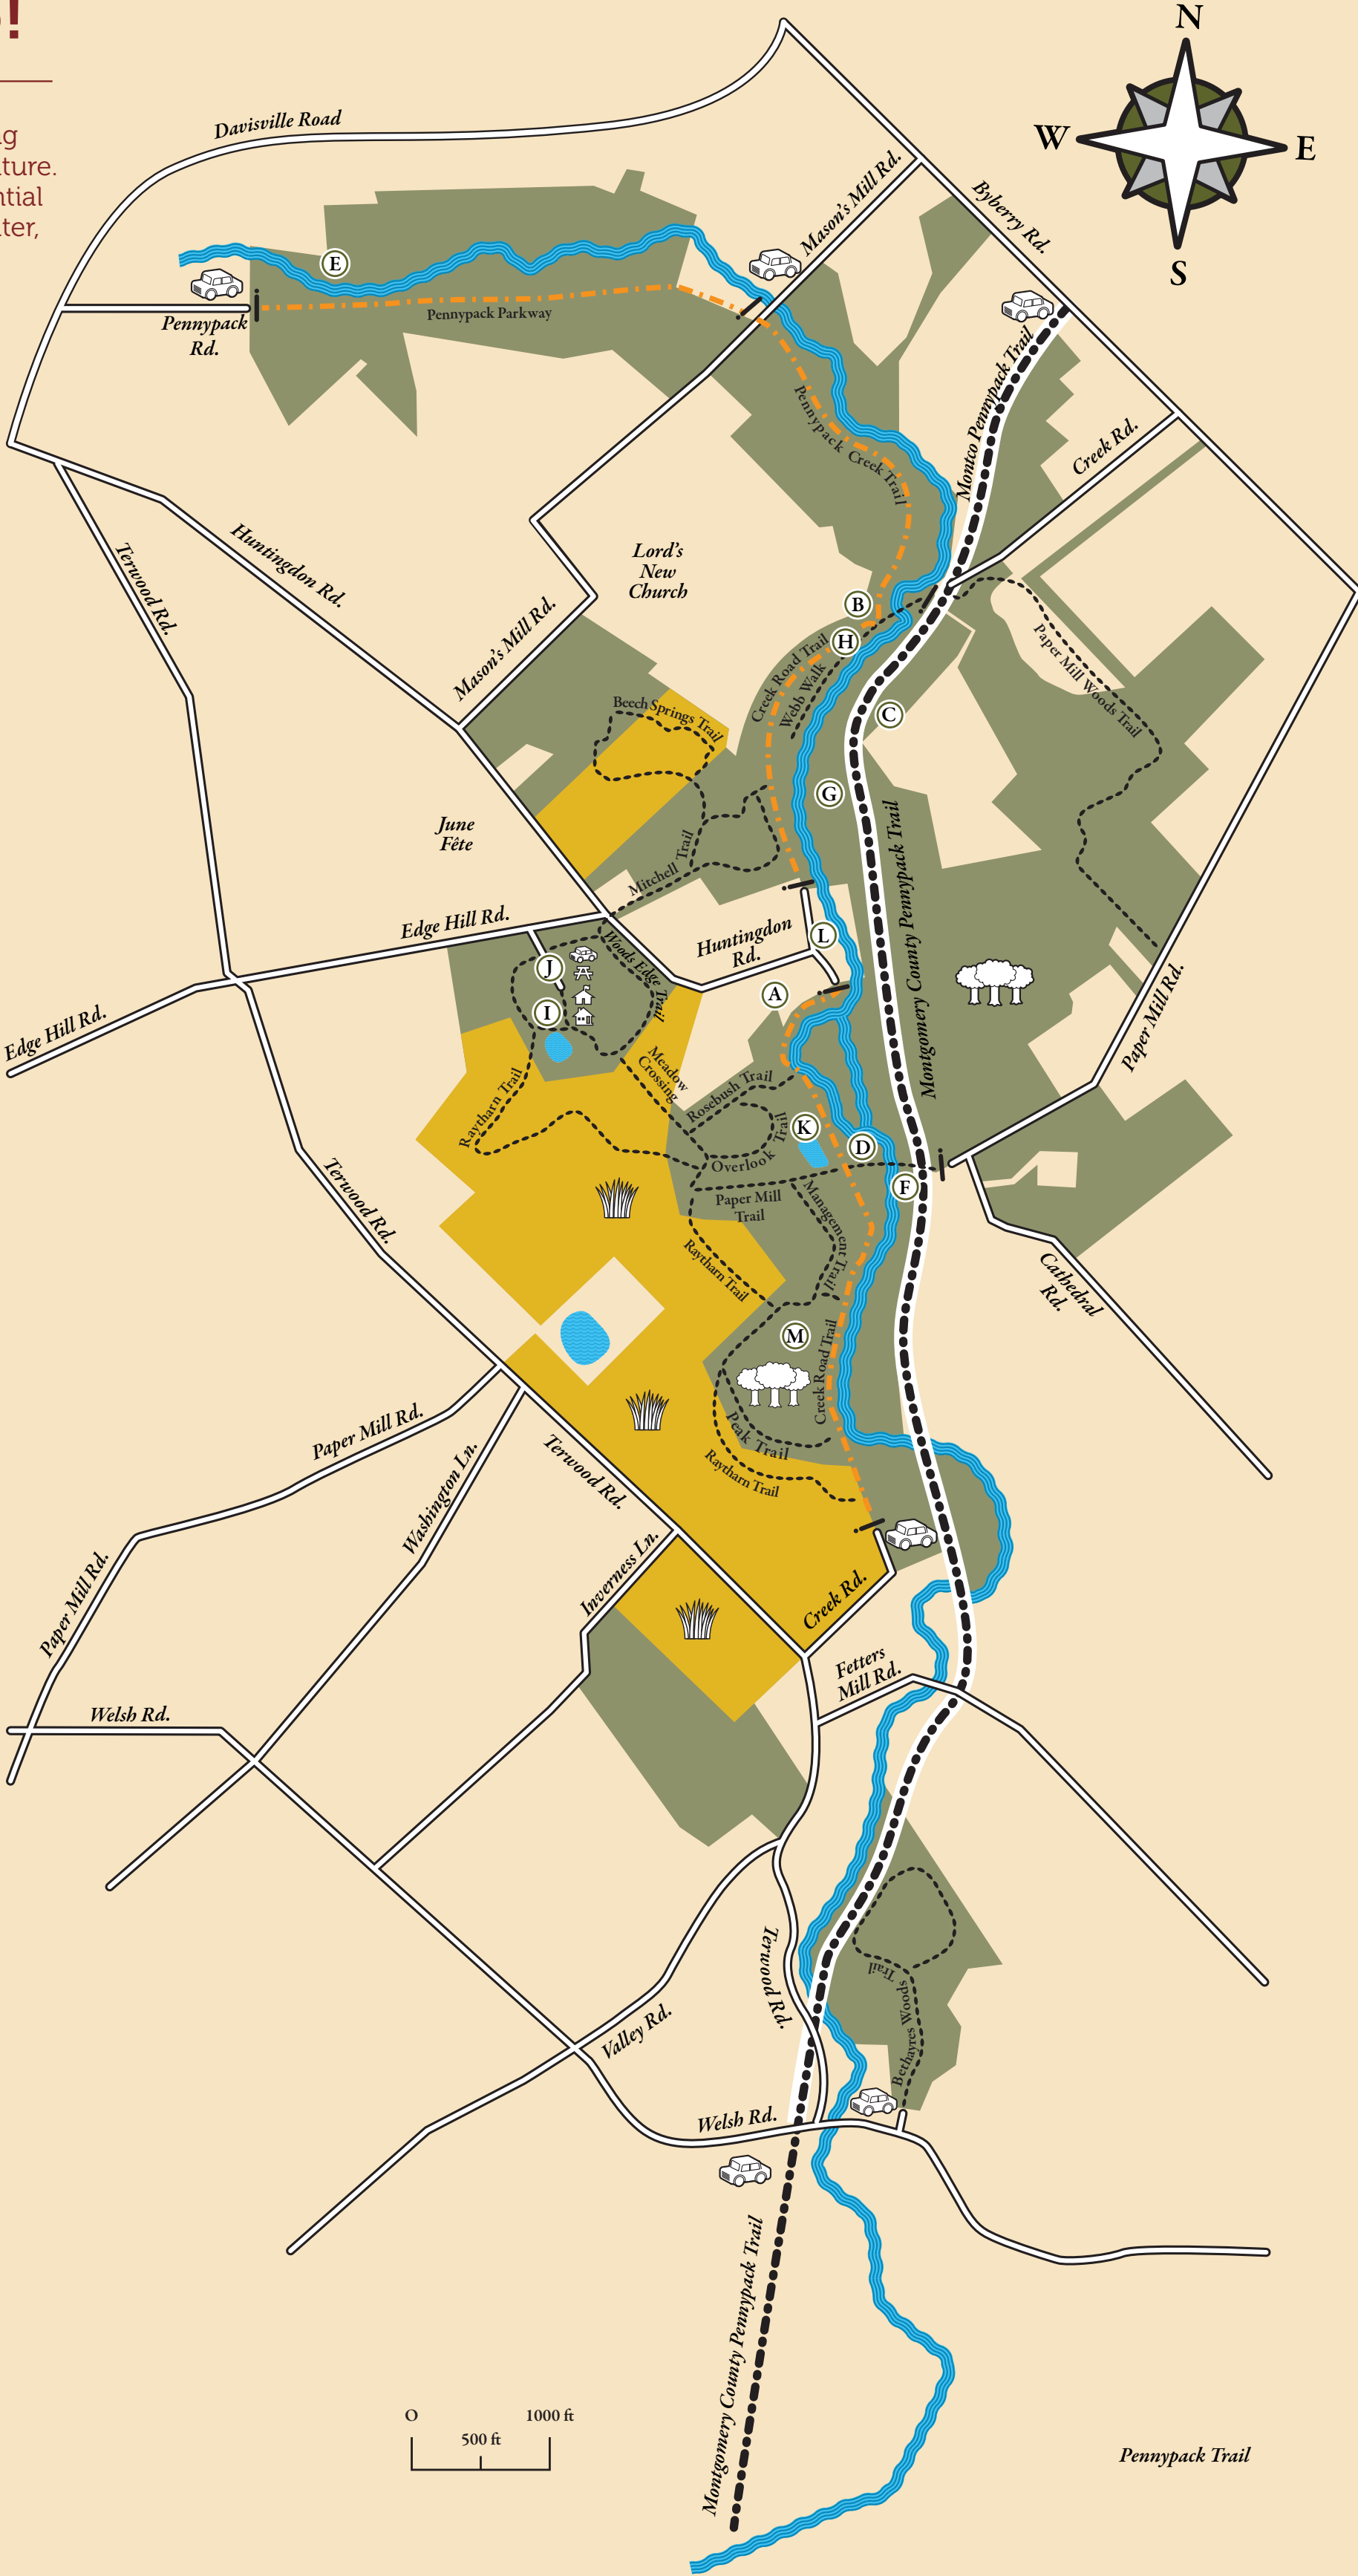 !
N
W
E
S
ng
ture.
ntial
ter,
Davisville Road
Mason's Mill Rd.
Byberry Rd.
E
Pennypack
Rd.
Pennypack Parkway
Montco Pennypack Trail
Pennypack Creek Trail
Creek Rd.
Huntingdon Rd.
Terwood Rd.
Lord's
New
Church
B
H
Mason's Mill Rd.
Creek Road Trail
Webb Walk
Paper Mill Woods Trail
Beech Springs Trail
C
G
June
Fête
Mitchell Trail
Montgomery County Pennypack Trail
Edge Hill Rd.
Huntingdon
Rd.
L
Woods Edge Trail
J
A
I
Edge Hill Rd.
Paper Mill Rd.
Meadow
Crossing
Raytharn Trail
Rosebush Trail
K
D
Overlook Trail
F
Paper Mill
Trail
Management Trail
Terwood Rd.
Raytharn Trail
Cathedral
Rd.
M
Creek Road Trail
Paper Mill Rd.
Peak Trail
Raytharn Trail
Washington Ln.
Terwood Rd.
Inverness Ln.
Creek Rd.
Paper Mill Rd.
Fetters
Mill Rd.
Welsh Rd.
Terwood Rd.
Bethayres Woods Trail
Valley Rd.
Welsh Rd.
Montgomery County Pennypack Trail
O
1000 ft
500 ft
Pennypack Trail